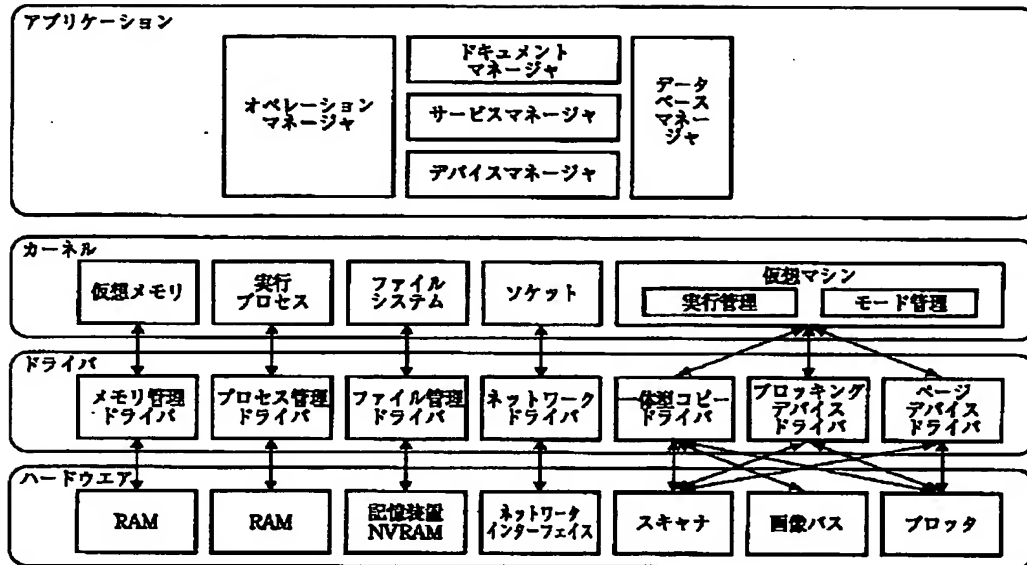 アプリケーション
オペレーション
マネージャ
ドキュメント
マネージャ
サービスマネージャ
デバイスマネージャ
データ
ベース
マネー
ジャ
カーネル
仮想メモリ
実行
プロセス
ファイル
システム
ソケット
仮想マシン
実行管理
モード管理
ドライバ
メモリ管理
ドライバ
プロセス管理
ドライバ
ファイル管理
ドライバ
ネットワーク
ドライバ
一体型コピー
ドライバ
ブロッキング
デバイス
ドライバ
ページ
デバイス
ドライバ
ハードウエア
RAM
RAM
記憶装置
NVRAM
ネットワータ
インターフェイス
スキャナ
画像バス
プロッタ